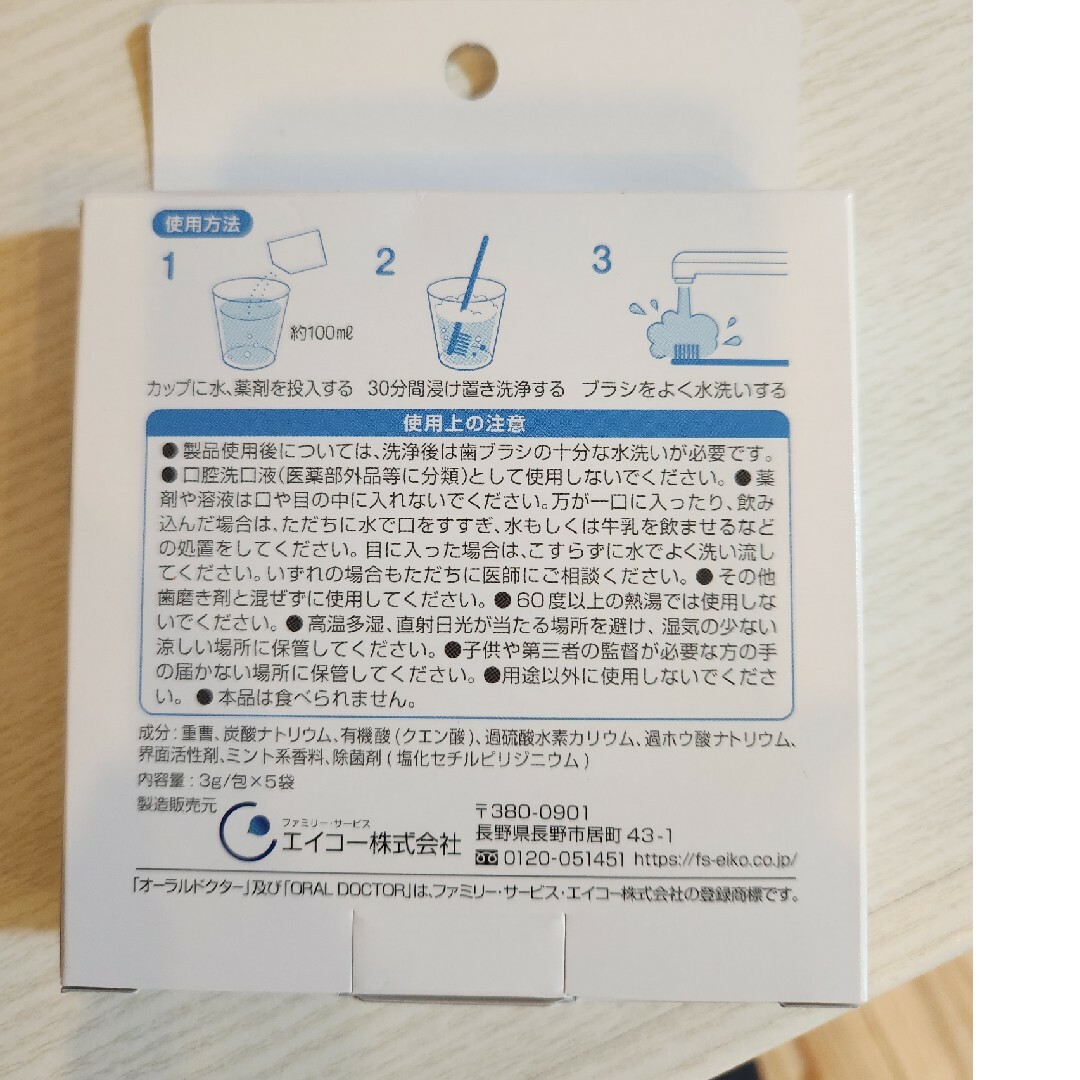 使用方法
1
2
3
約100㎖
カップに水、薬剤を投入する
30分間浸け置き洗浄する
ブラシをよく水洗いする
使用上の注意
●製品使用後については、洗浄後は歯ブラシの十分な水洗いが必要です。
●口腔洗口液(医薬部外品等に分類)として使用しないでください。●薬
剤や溶液は口や目の中に入れないでください。万が一口に入ったり、飲み
込んだ場合は、ただちに水で口をすすぎ、水もしくは牛乳を飲ませるなど
の処置をしてください。目に入った場合は、こすらずに水でよく洗い流し
てください。いずれの場合もただちに医師にご相談ください。●その他
歯磨き剤と混ぜずに使用してください。●60度以上の熱湯では使用しな
いでください。●高温多湿、直射日光が当たる場所を避け、湿気の少ない
涼しい場所に保管してください。●子供や第三者の監督が必要な方の手
の届かない場所に保管してください。●用途以外に使用しないでくださ
い。●本品は食べられません。
成分:重曹、炭酸ナトリウム、有機酸(クエン酸)、過硫酸水素カリウム、過ホウ酸ナトリウム、
界面活性剤、ミント系香料、除菌剤(塩化セチルピリジニウム)
内容量:3g/包×5袋
製造販売元
ファミリー・サービス
エイコー株式会社
〒380-0901
長野県長野市居町43-1
0120-051451 https://fs-eiko.co.jp/
「オーラルドクター」及び「ORAL DOCTOR」は、ファミリー・サービス・エイコー株式会社の登録商標です。